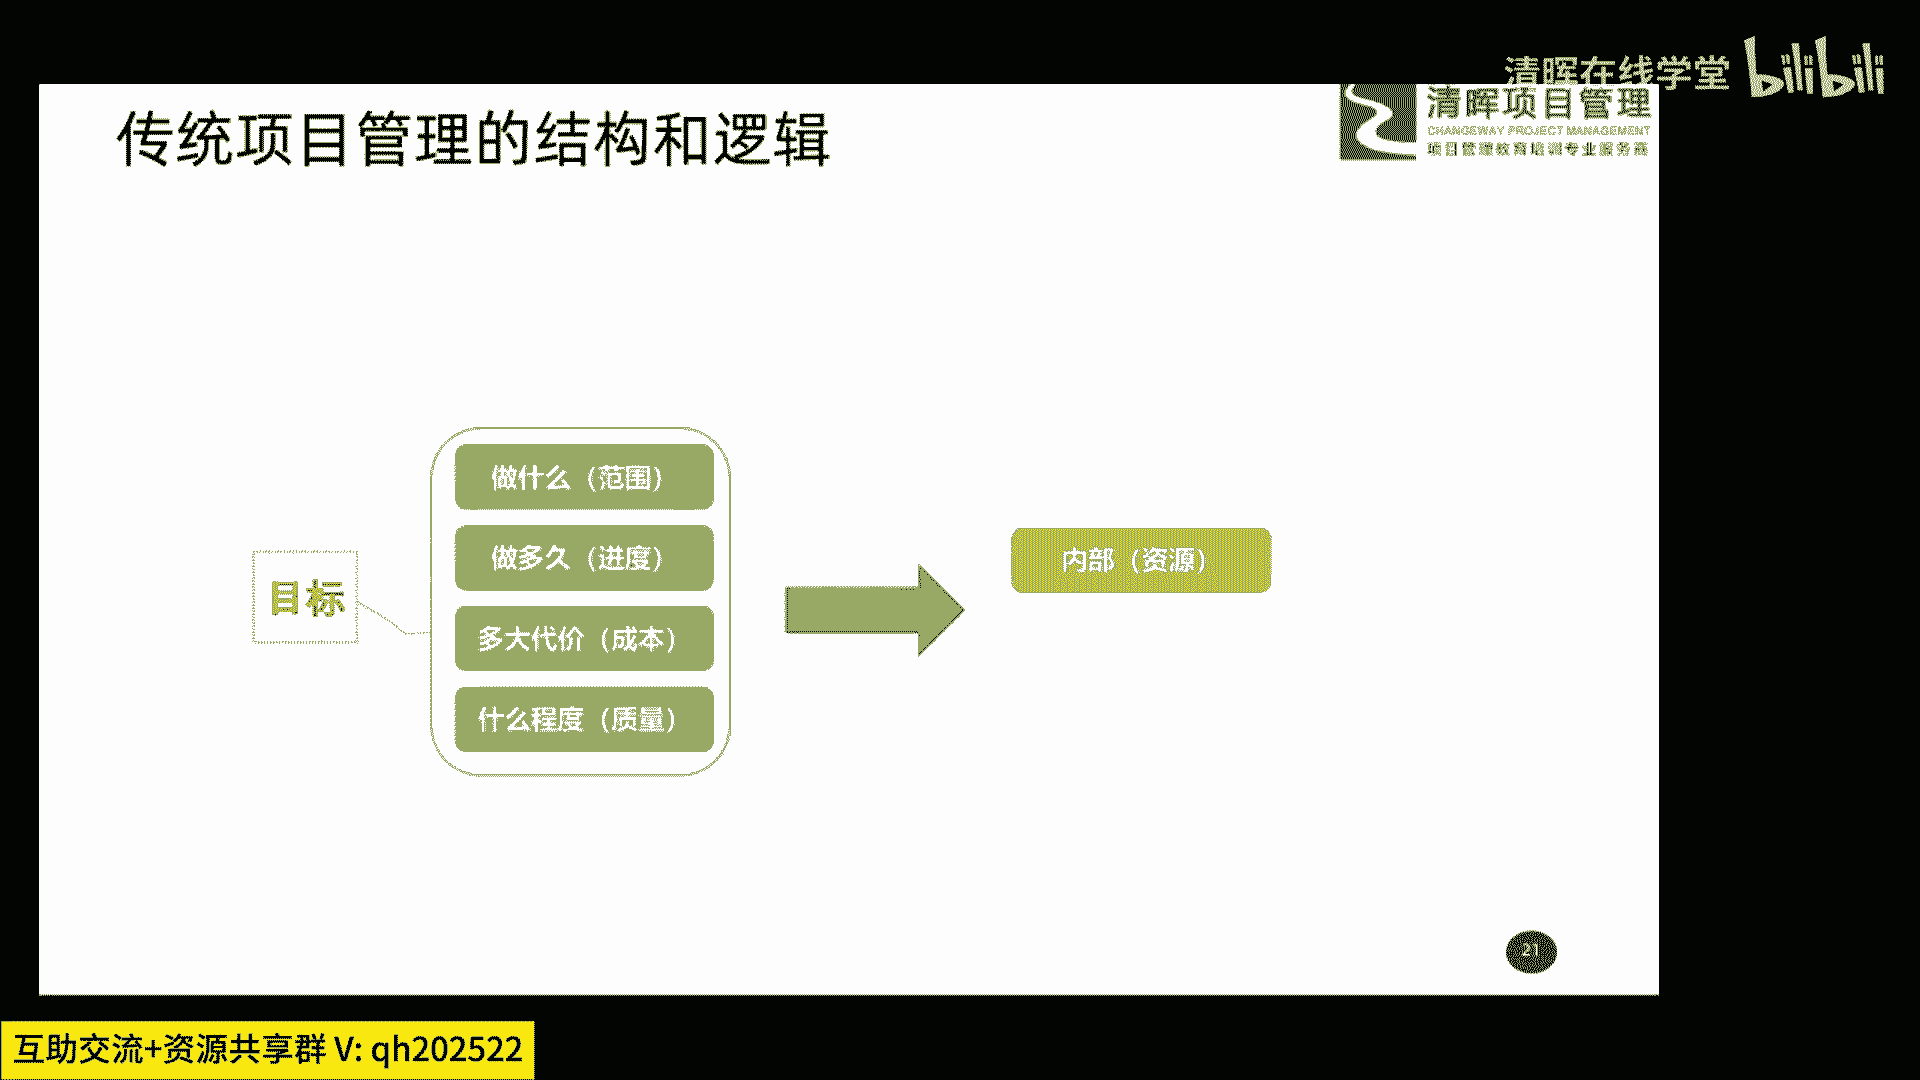 清晖在线学堂 bilibili
传统项目管理的结构和逻辑
清晖项目管理
CHANGEWAY PROJECT MANAGEMENT
项目管理教育培训专业服务商
目标
做什么（范围）
做多久（进度）
多大代价（成本）
什么程度（质量）
内部（资源）
21
互助交流+资源共享群 V: qh202522